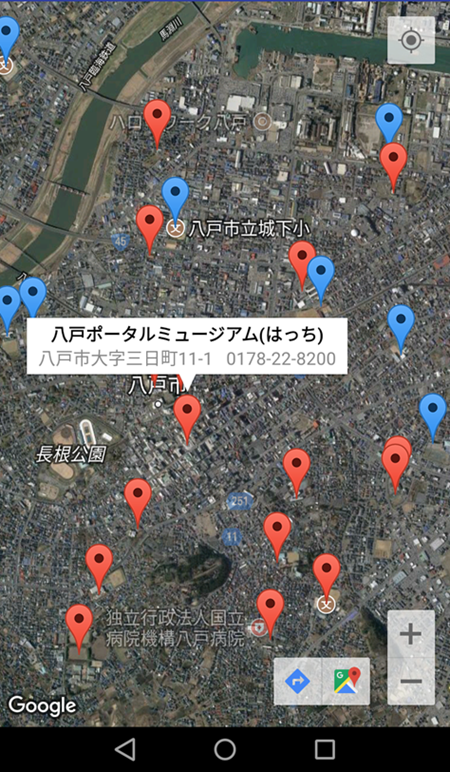 馬淵川
八戸臨海鉄道
ハローワーク八戸
八戸市立城下小
45
八戸ポータルミュージアム(はっち)
八戸市大字三日町11-1 0178-22-8200
八戸市
長根公園
251
11
独立行政法人国立
病院機構八戸病院
Google